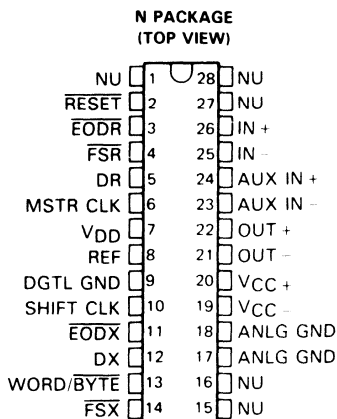 N PACKAGE
(TOP VIEW)
NU 1 28 NU
RESET 2 27 NU
EODR 3 26 IN +
FSR 4 25 IN -
DR 5 24 AUX IN +
MSTR CLK 6 23 AUX IN -
VDD 7 22 OUT +
REF 8 21 OUT -
DGTL GND 9 20 VCC +
SHIFT CLK 10 19 VCC -
EODX 11 18 ANLG GND
DX 12 17 ANLG GND
WORD/BYTE 13 16 NU
FSX 14 15 NU